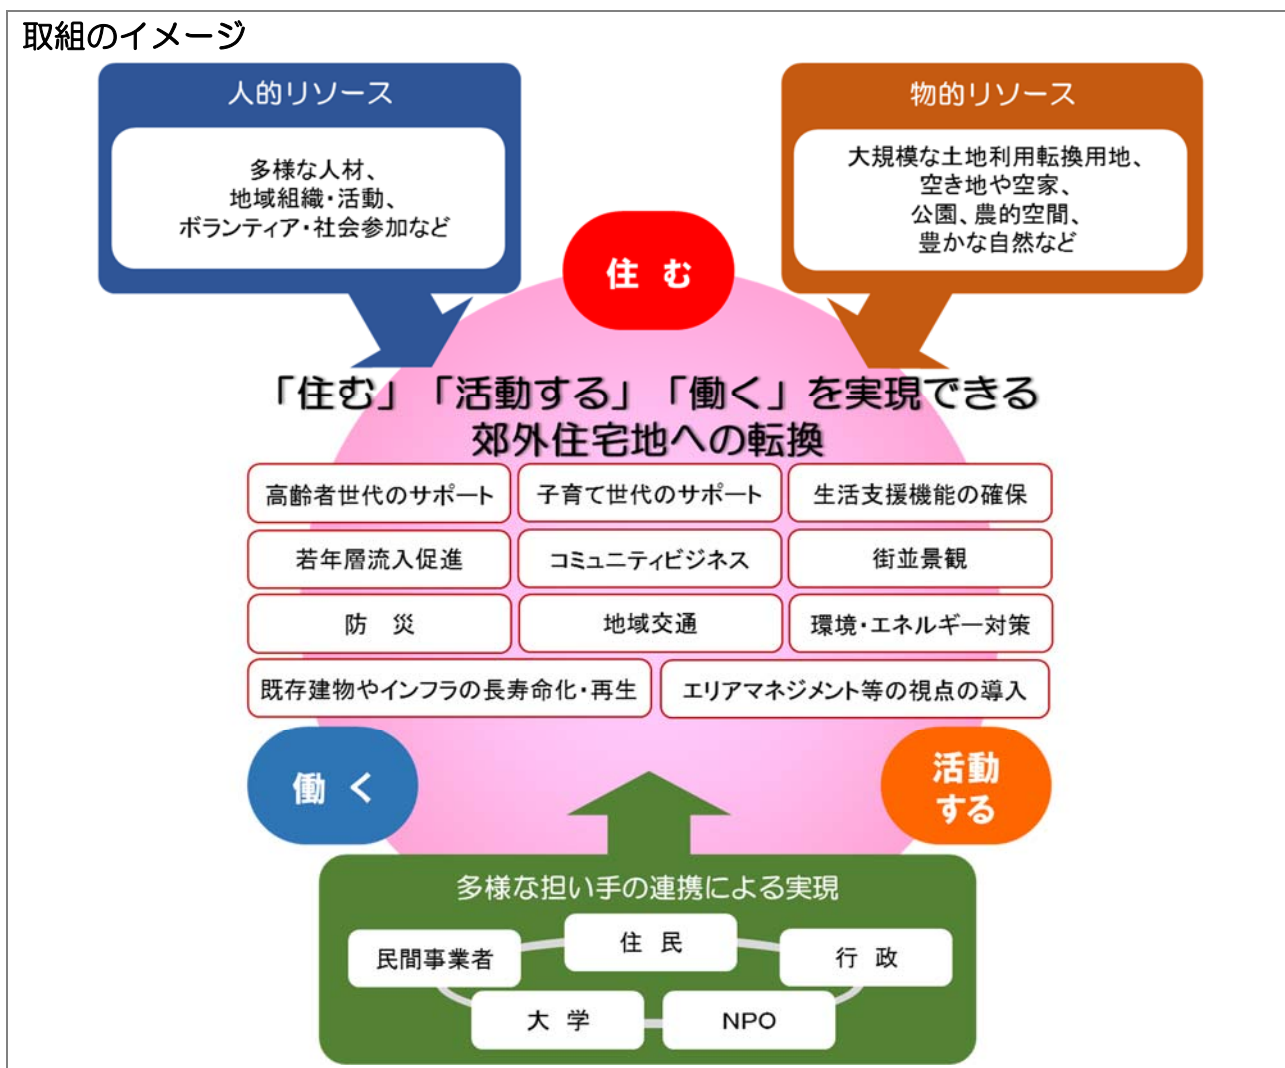 取組のイメージ
人的リソース
多様な人材、
地域組織・活動、
ボランティア・社会参加など
物的リソース
大規模な土地利用転換用地、
空き地や空家、
公園、農的空間、
豊かな自然など
住 む
「住む」「活動する」「働く」を実現できる
郊外住宅地への転換
高齢者世代のサポート
子育て世代のサポート
生活支援機能の確保
若年層流入促進
コミュニティビジネス
街並景観
防 災
地域交通
環境・エネルギー対策
既存建物やインフラの長寿命化・再生
エリアマネジメント等の視点の導入
働 く
活動
する
多様な担い手の連携による実現
民間事業者
住 民
行 政
大 学
NPO